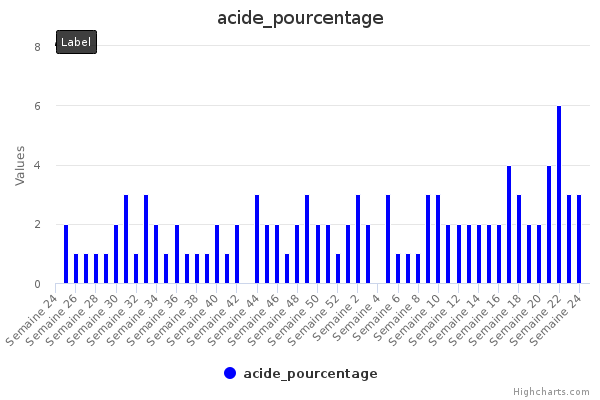 acide_pourcentage
Label
8
6
4
2
0
Values
Semaine 24
Semaine 26
Semaine 28
Semaine 30
Semaine 32
Semaine 34
Semaine 36
Semaine 38
Semaine 40
Semaine 42
Semaine 44
Semaine 46
Semaine 48
Semaine 50
Semaine 52
Semaine 2
Semaine 4
Semaine 6
Semaine 8
Semaine 10
Semaine 12
Semaine 14
Semaine 16
Semaine 18
Semaine 20
Semaine 22
Semaine 24
acide_pourcentage
Highcharts.com